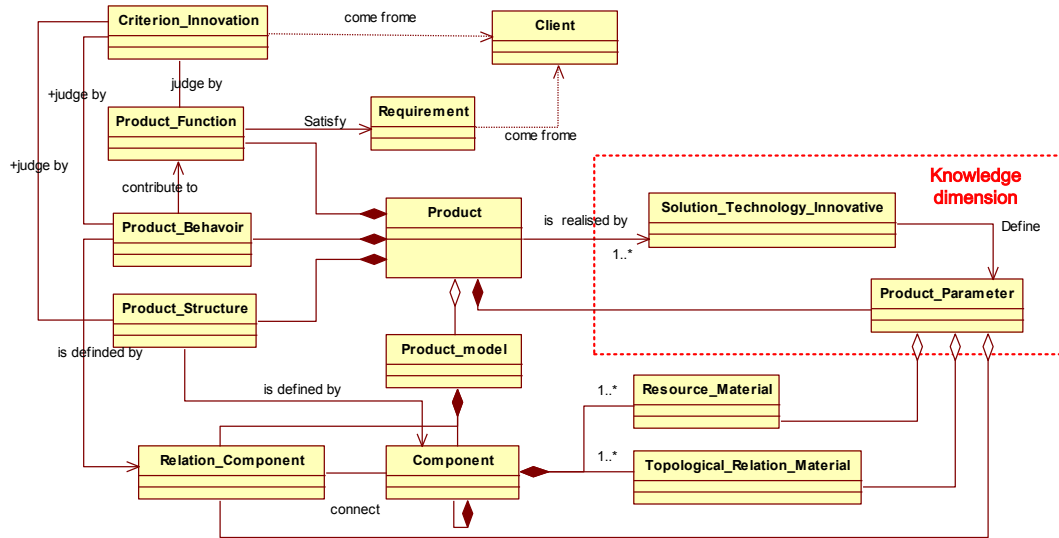 come frome
Criterion_Innovation
Client
judge by
+judge by
Product_Function
Satisfy
Requirement
come frome
+judge by
contribute to
Knowledge
dimension
Product_Behavoir
Product
is realised by
1..*
Solution_Technology_Innovative
Define
Product_Structure
Product_Parameter
is definded by
Product_model
is defined by
1..*
Resource_Material
Relation_Component
Component
1..*
Topological_Relation_Material
connect